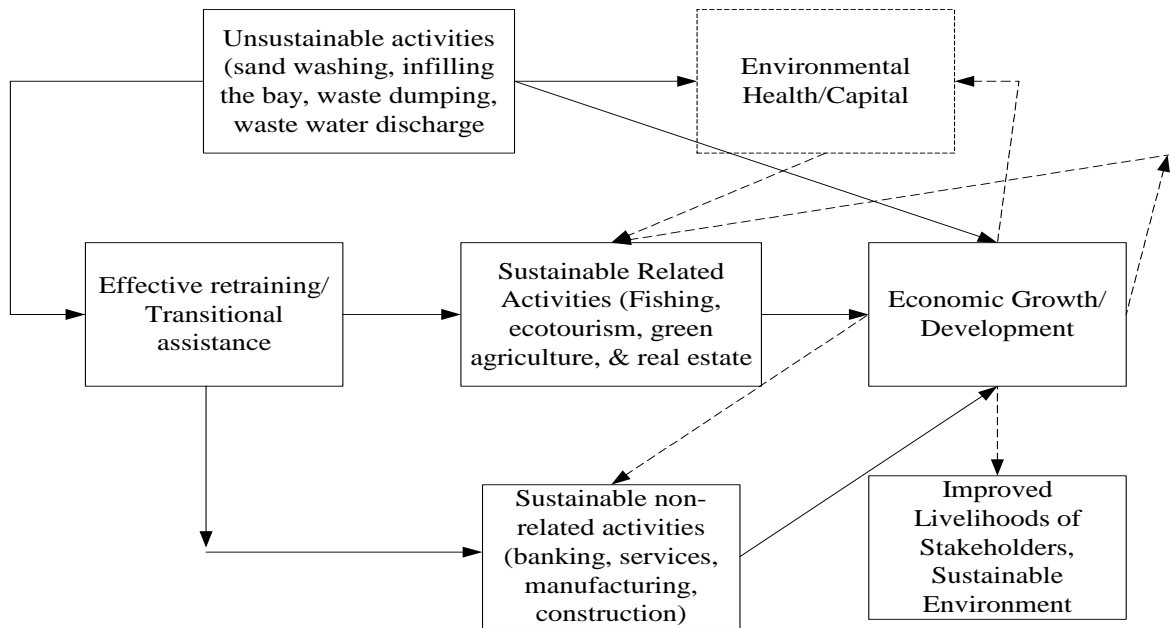 Unsustainable activities
(sand washing, infilling
the bay, waste dumping,
waste water discharge
Environmental
Health/Capital
Effective retraining/
Transitional
assistance
Sustainable Related
Activities (Fishing,
ecotourism, green
agriculture, & real estate
Economic Growth/
Development
Sustainable non-
related activities
(banking, services,
manufacturing,
construction)
Improved
Livelihoods of
Stakeholders,
Sustainable
Environment